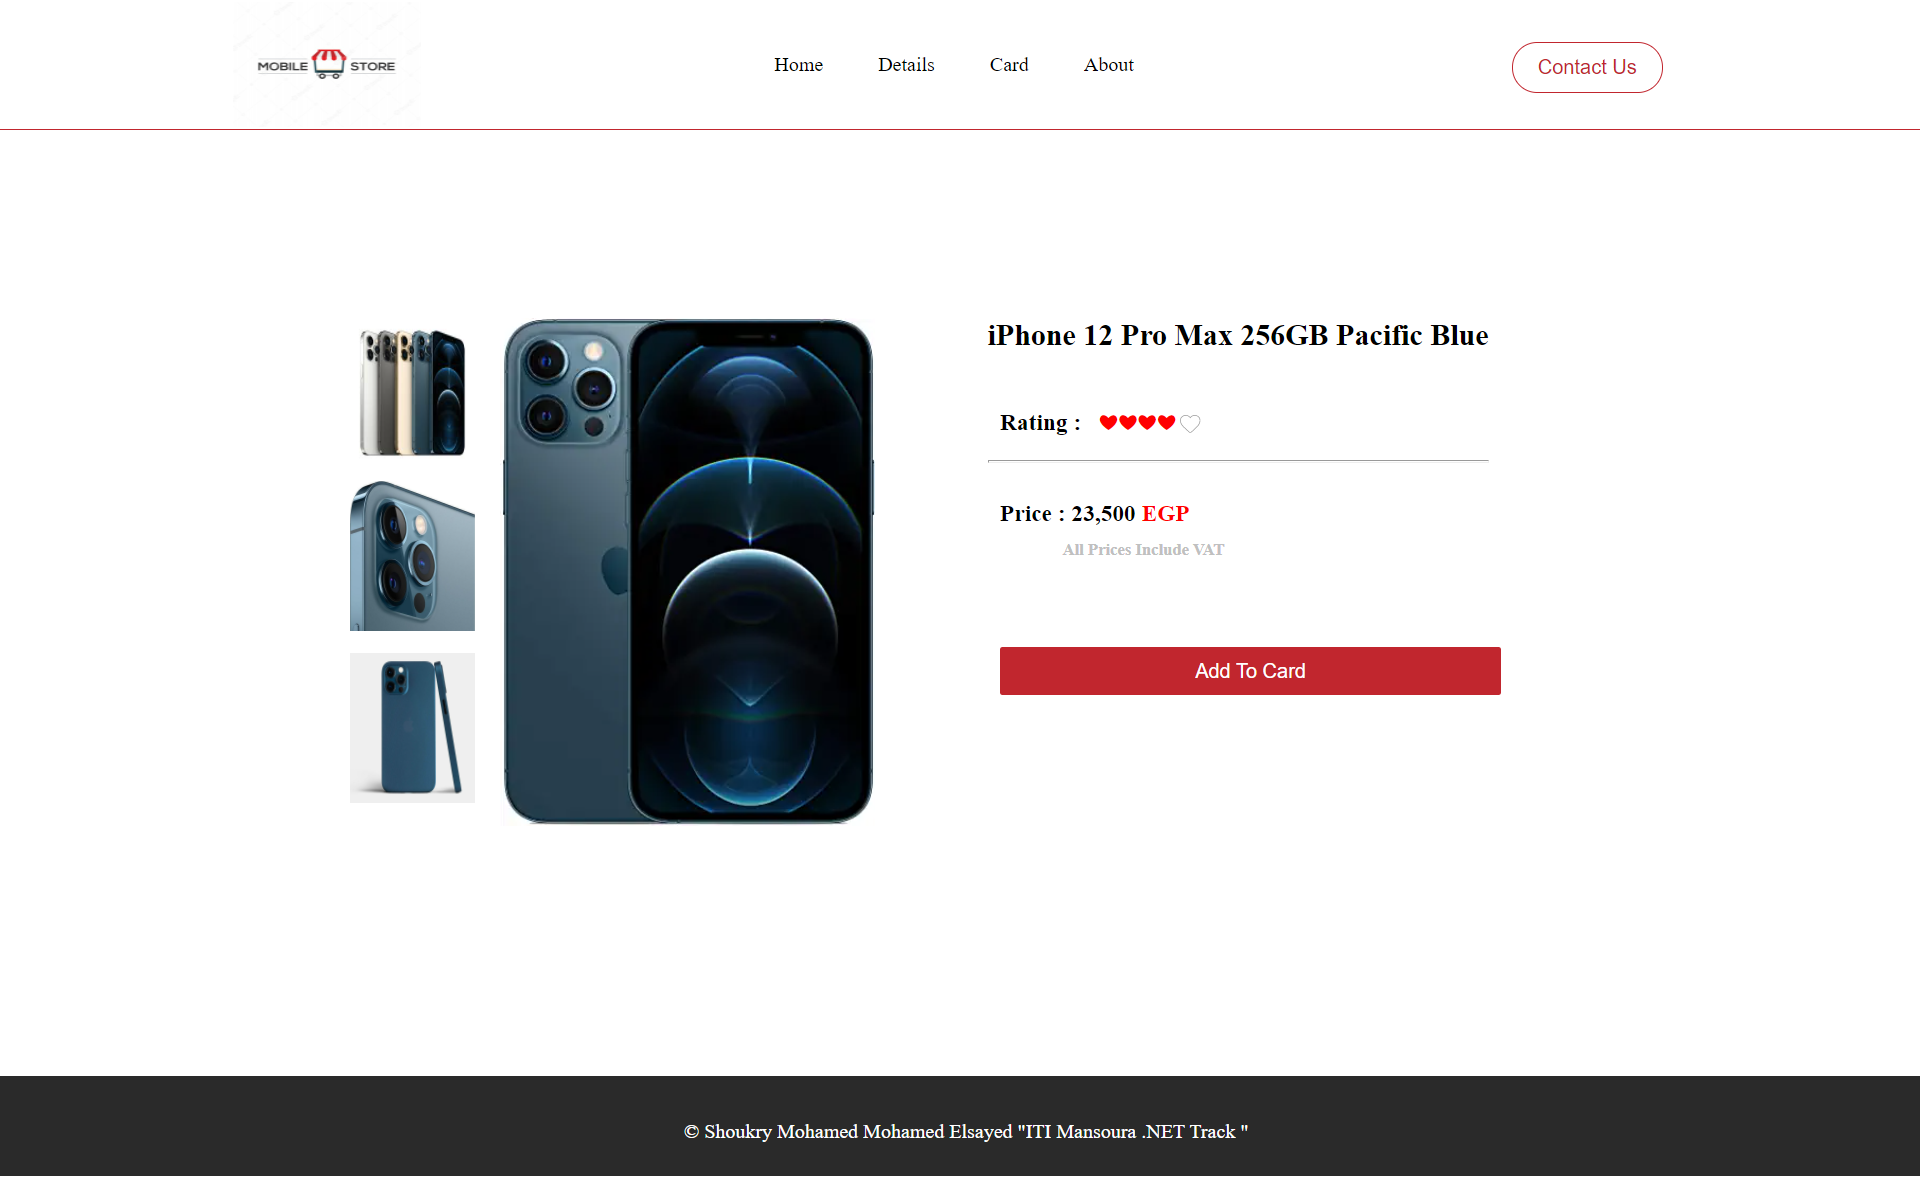 MOBILE STORE
Home Details Card About
Contact Us
iPhone 12 Pro Max 256GB Pacific Blue
Rating :
Price : 23,500 EGP
All Prices Include VAT
Add To Card
© Shoukry Mohamed Mohamed Elsayed "ITI Mansoura .NET Track "